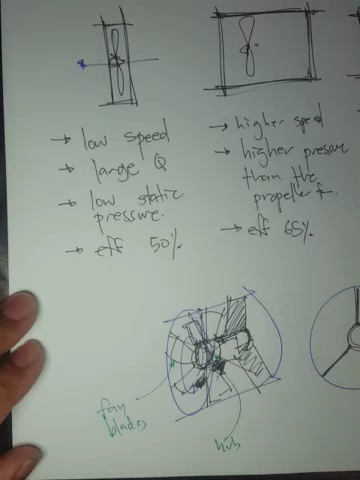 → low speed
→ large Q
→ low static
pressure.
→ eff 50%.
→ higher speed
→ higher pressure
than the
propeller f.
→ eff 65%.
fan
blades
hub